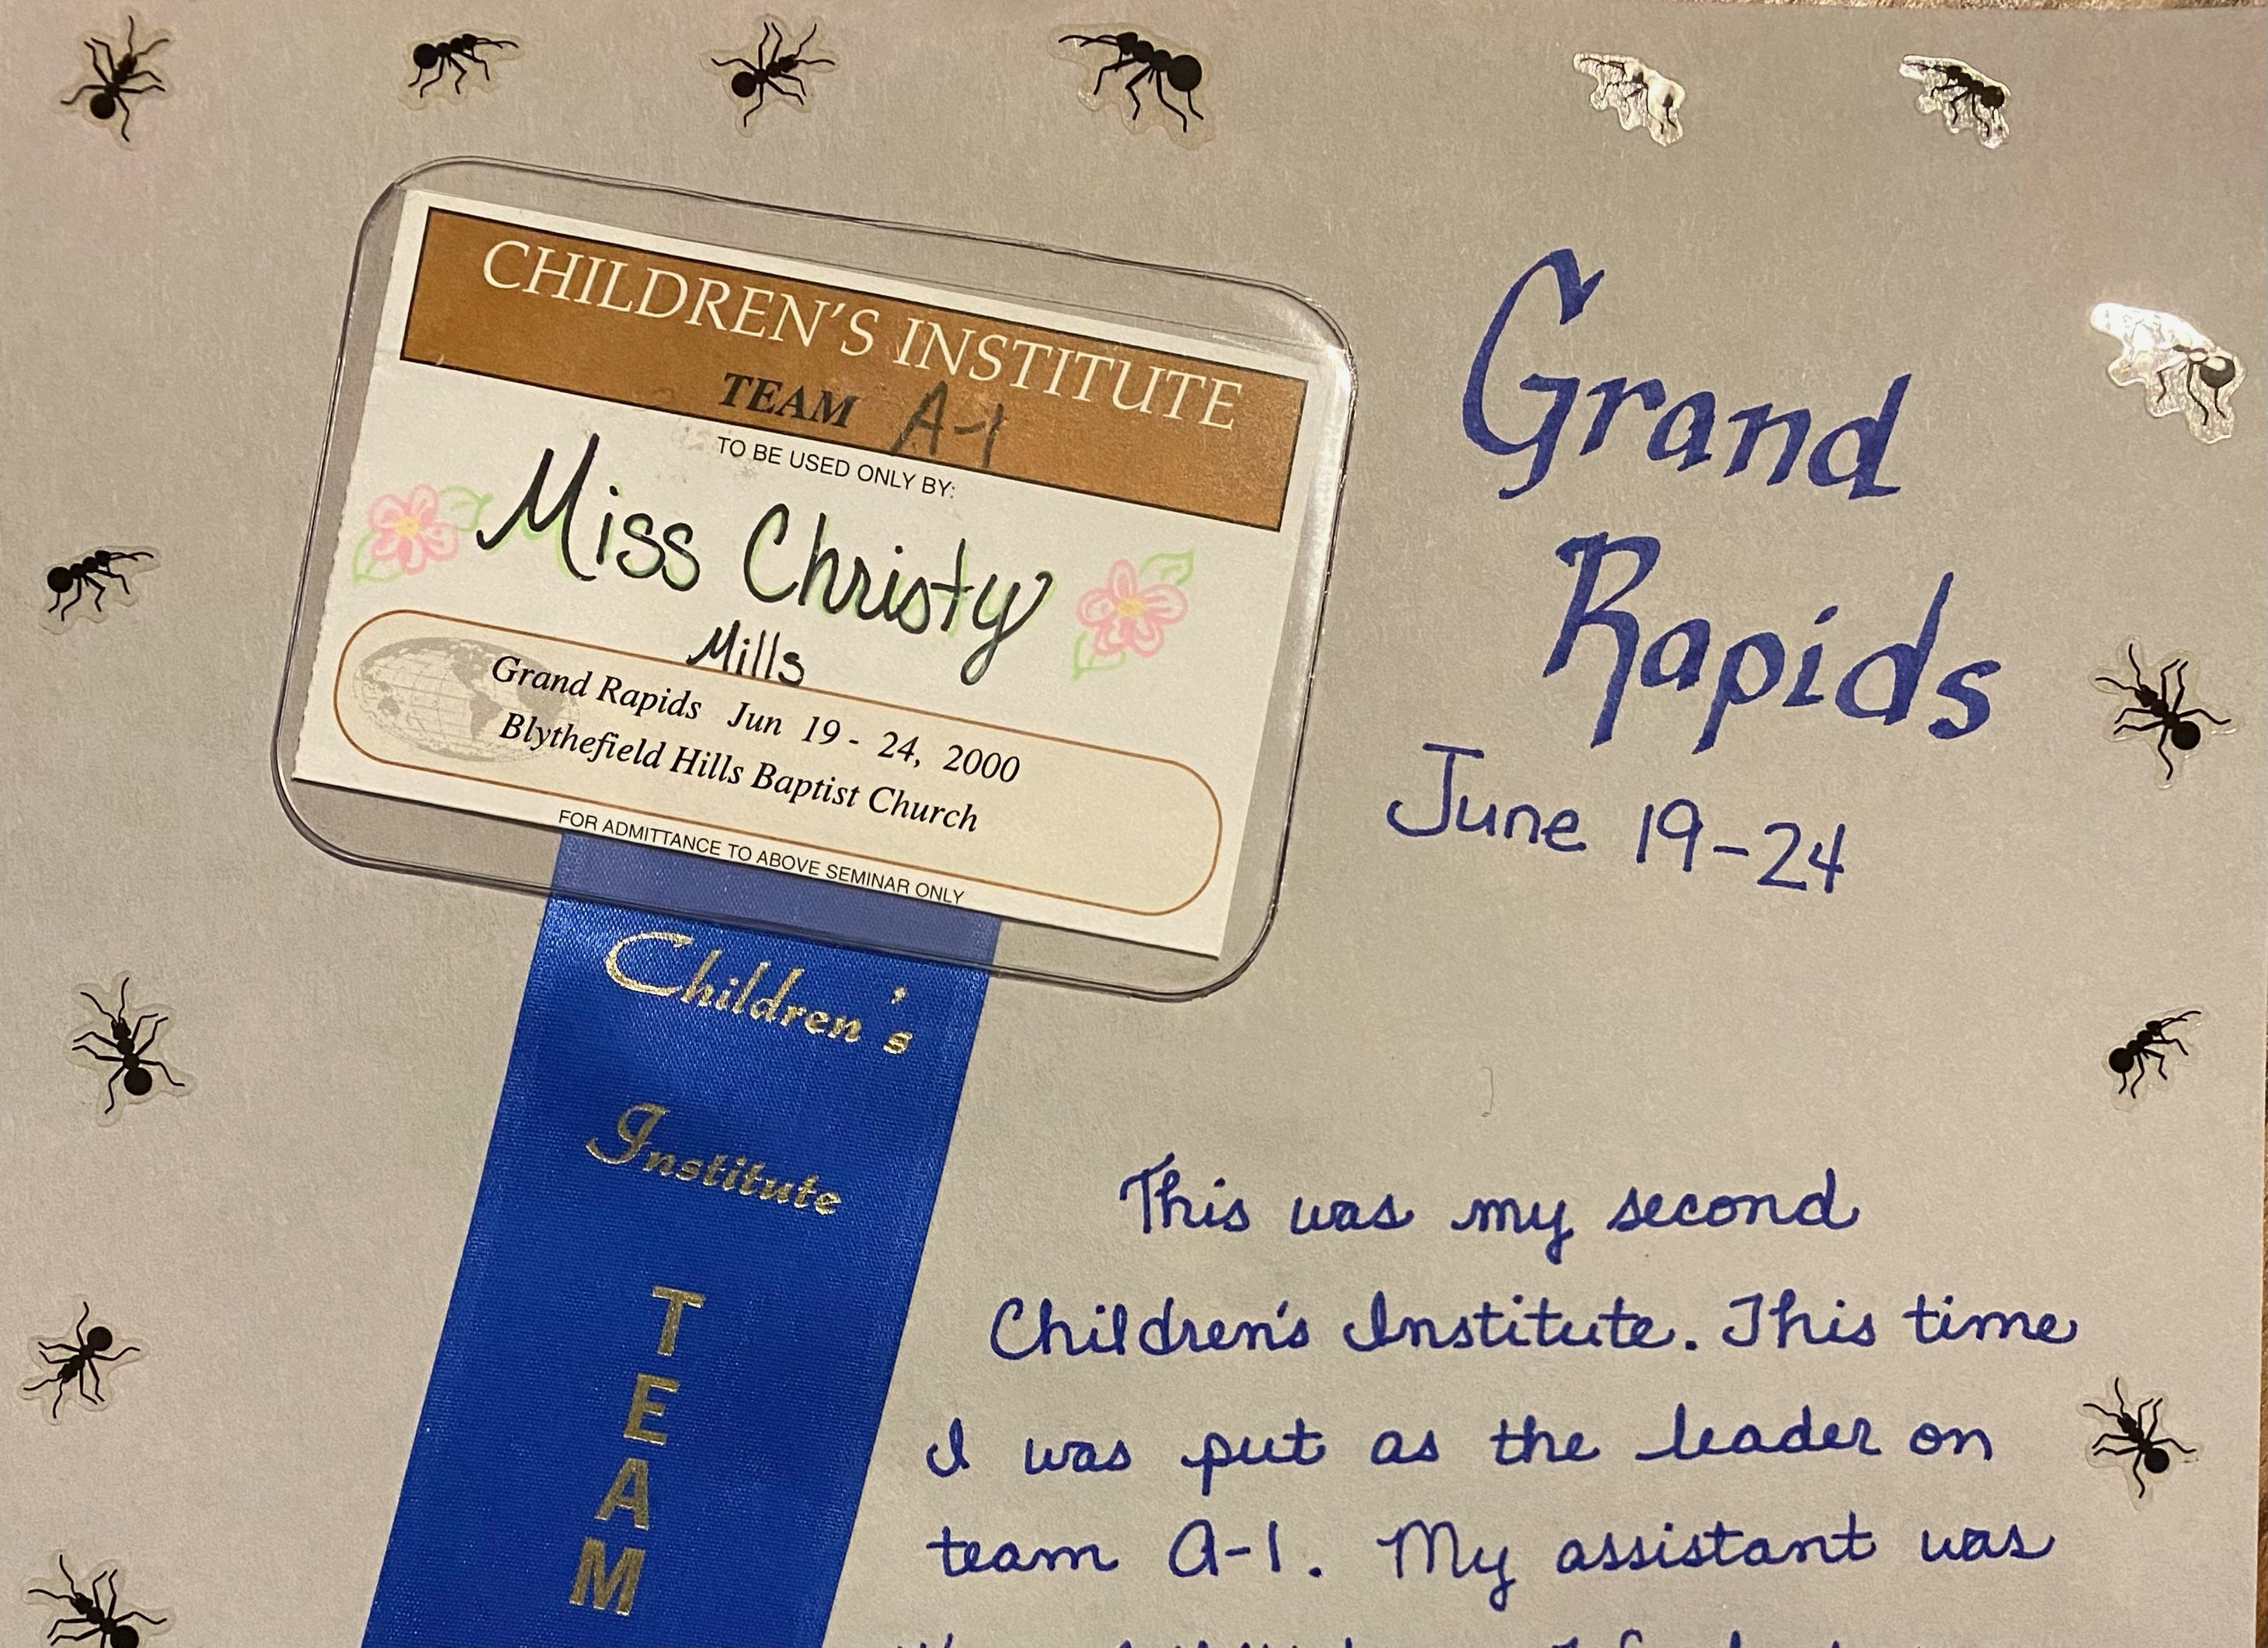 CHILDREN'S INSTITUTE
TEAM A-1
TO BE USED ONLY BY:
Miss Christy
Mills
Grand Rapids Jun 19 - 24, 2000
Blythefield Hills Baptist Church
FOR ADMITTANCE TO ABOVE SEMINAR ONLY
Children's
Institute
TEAM
Grand
Rapids
June 19-24
This was my second
Children's Institute. This time
I was put as the leader on
team A-1. My assistant was